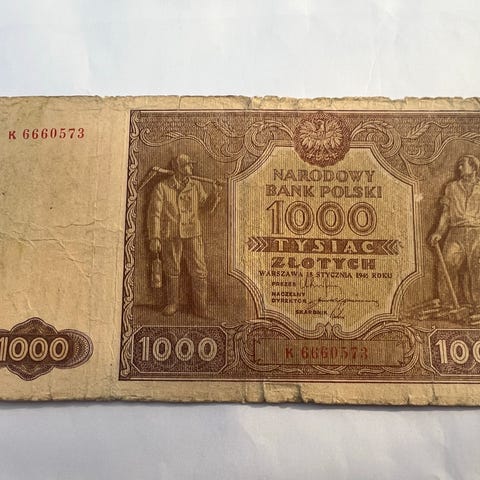 K 6660573
NARODOWY
BANK POLSKI
1000
TYSIĄC
ZŁOTYCH
WARSZAWA 15 STYCZNIA 1946 ROKU
PREZES
NACZELNY
DYREKTOR
SKARBNIK
1000
1000
K 6660573
100